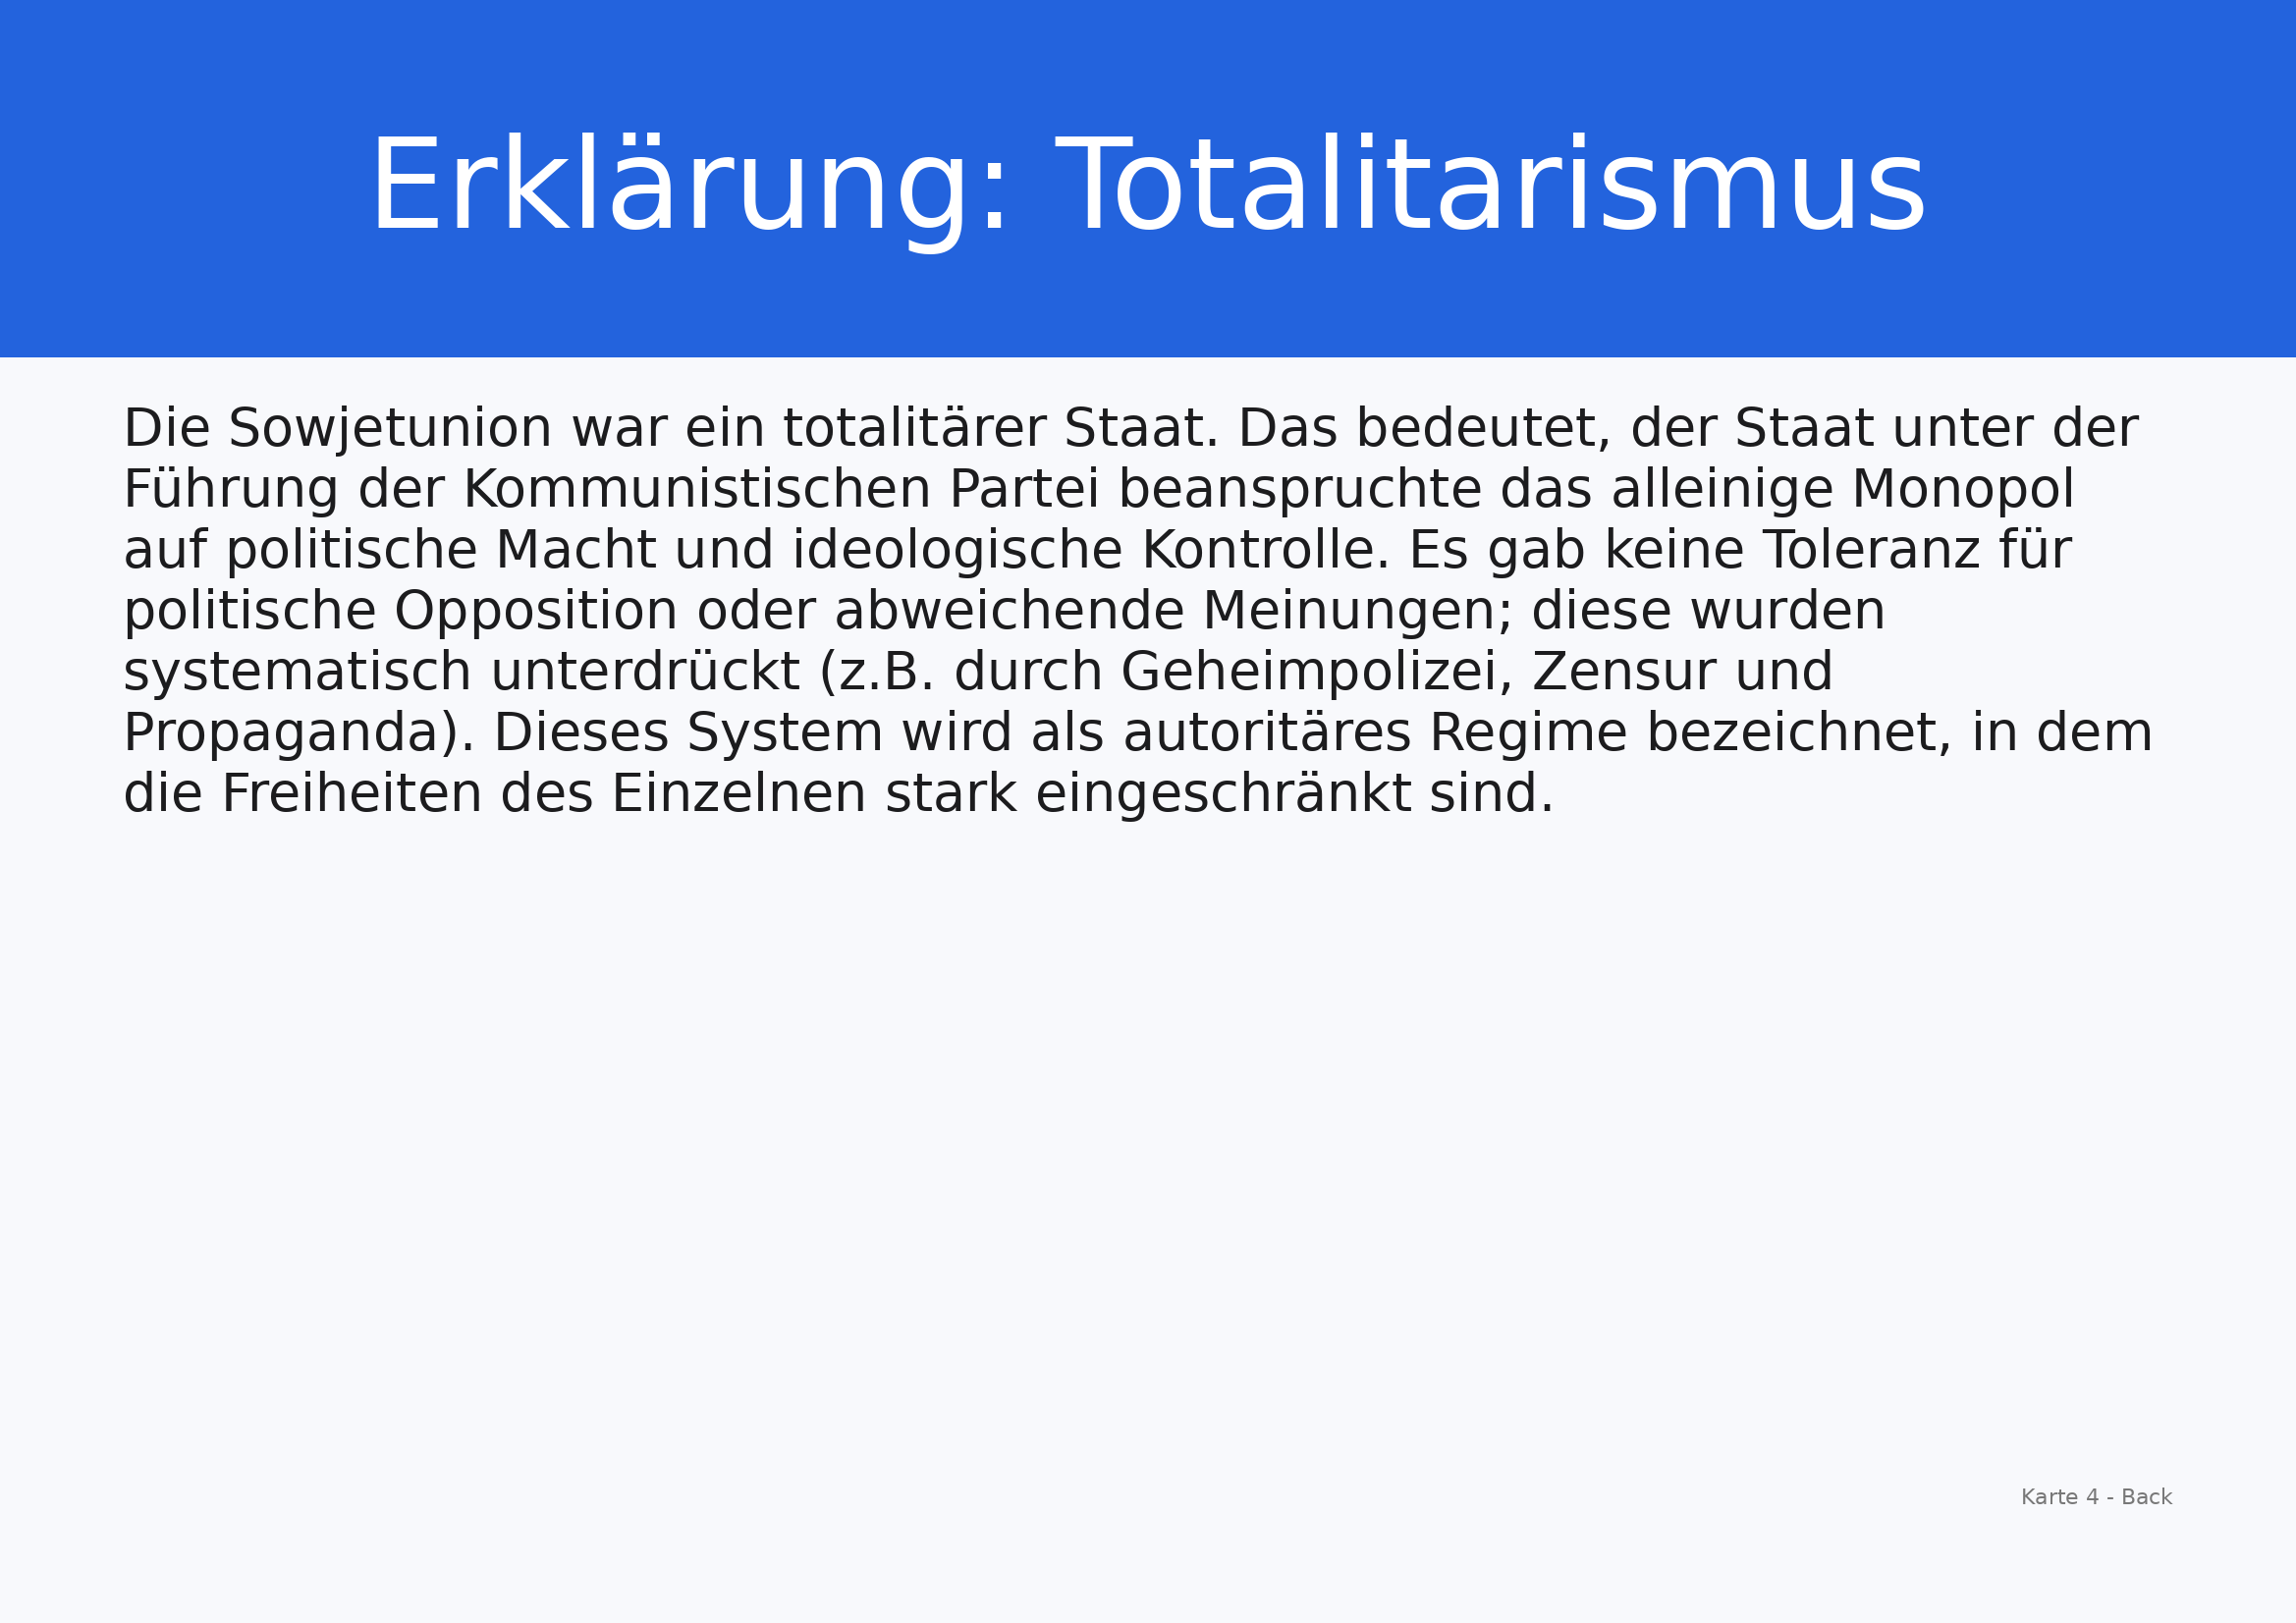 Erklärung: Totalitarismus
Die Sowjetunion war ein totalitärer Staat. Das bedeutet, der Staat unter der
Führung der Kommunistischen Partei beanspruchte das alleinige Monopol
auf politische Macht und ideologische Kontrolle. Es gab keine Toleranz für
politische Opposition oder abweichende Meinungen; diese wurden
systematisch unterdrückt (z.B. durch Geheimpolizei, Zensur und
Propaganda). Dieses System wird als autoritäres Regime bezeichnet, in dem
die Freiheiten des Einzelnen stark eingeschränkt sind.
Karte 4 - Back